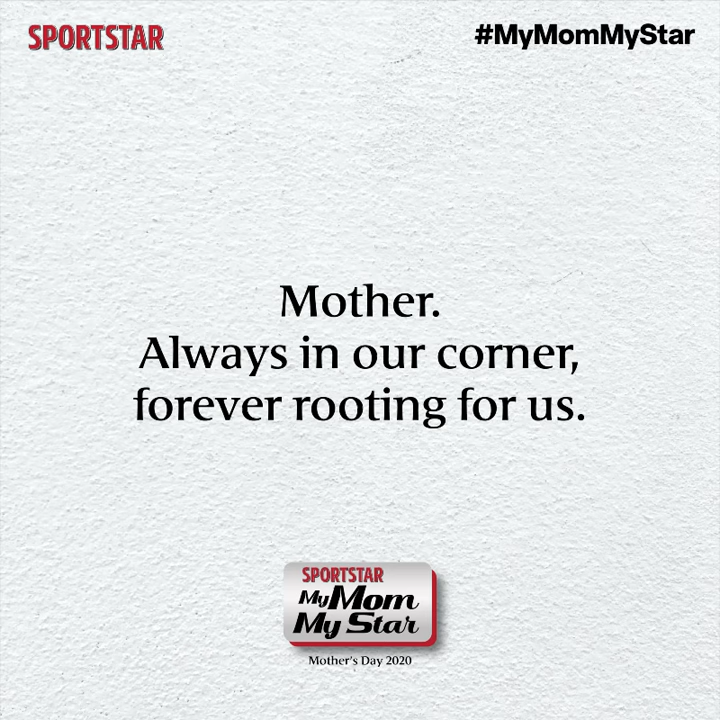 SPORTSTAR
#MyMomMyStar
Mother.
Always in our corner,
forever rooting for us.
SPORTSTAR
My Mom
My Star
Mother's Day 2020